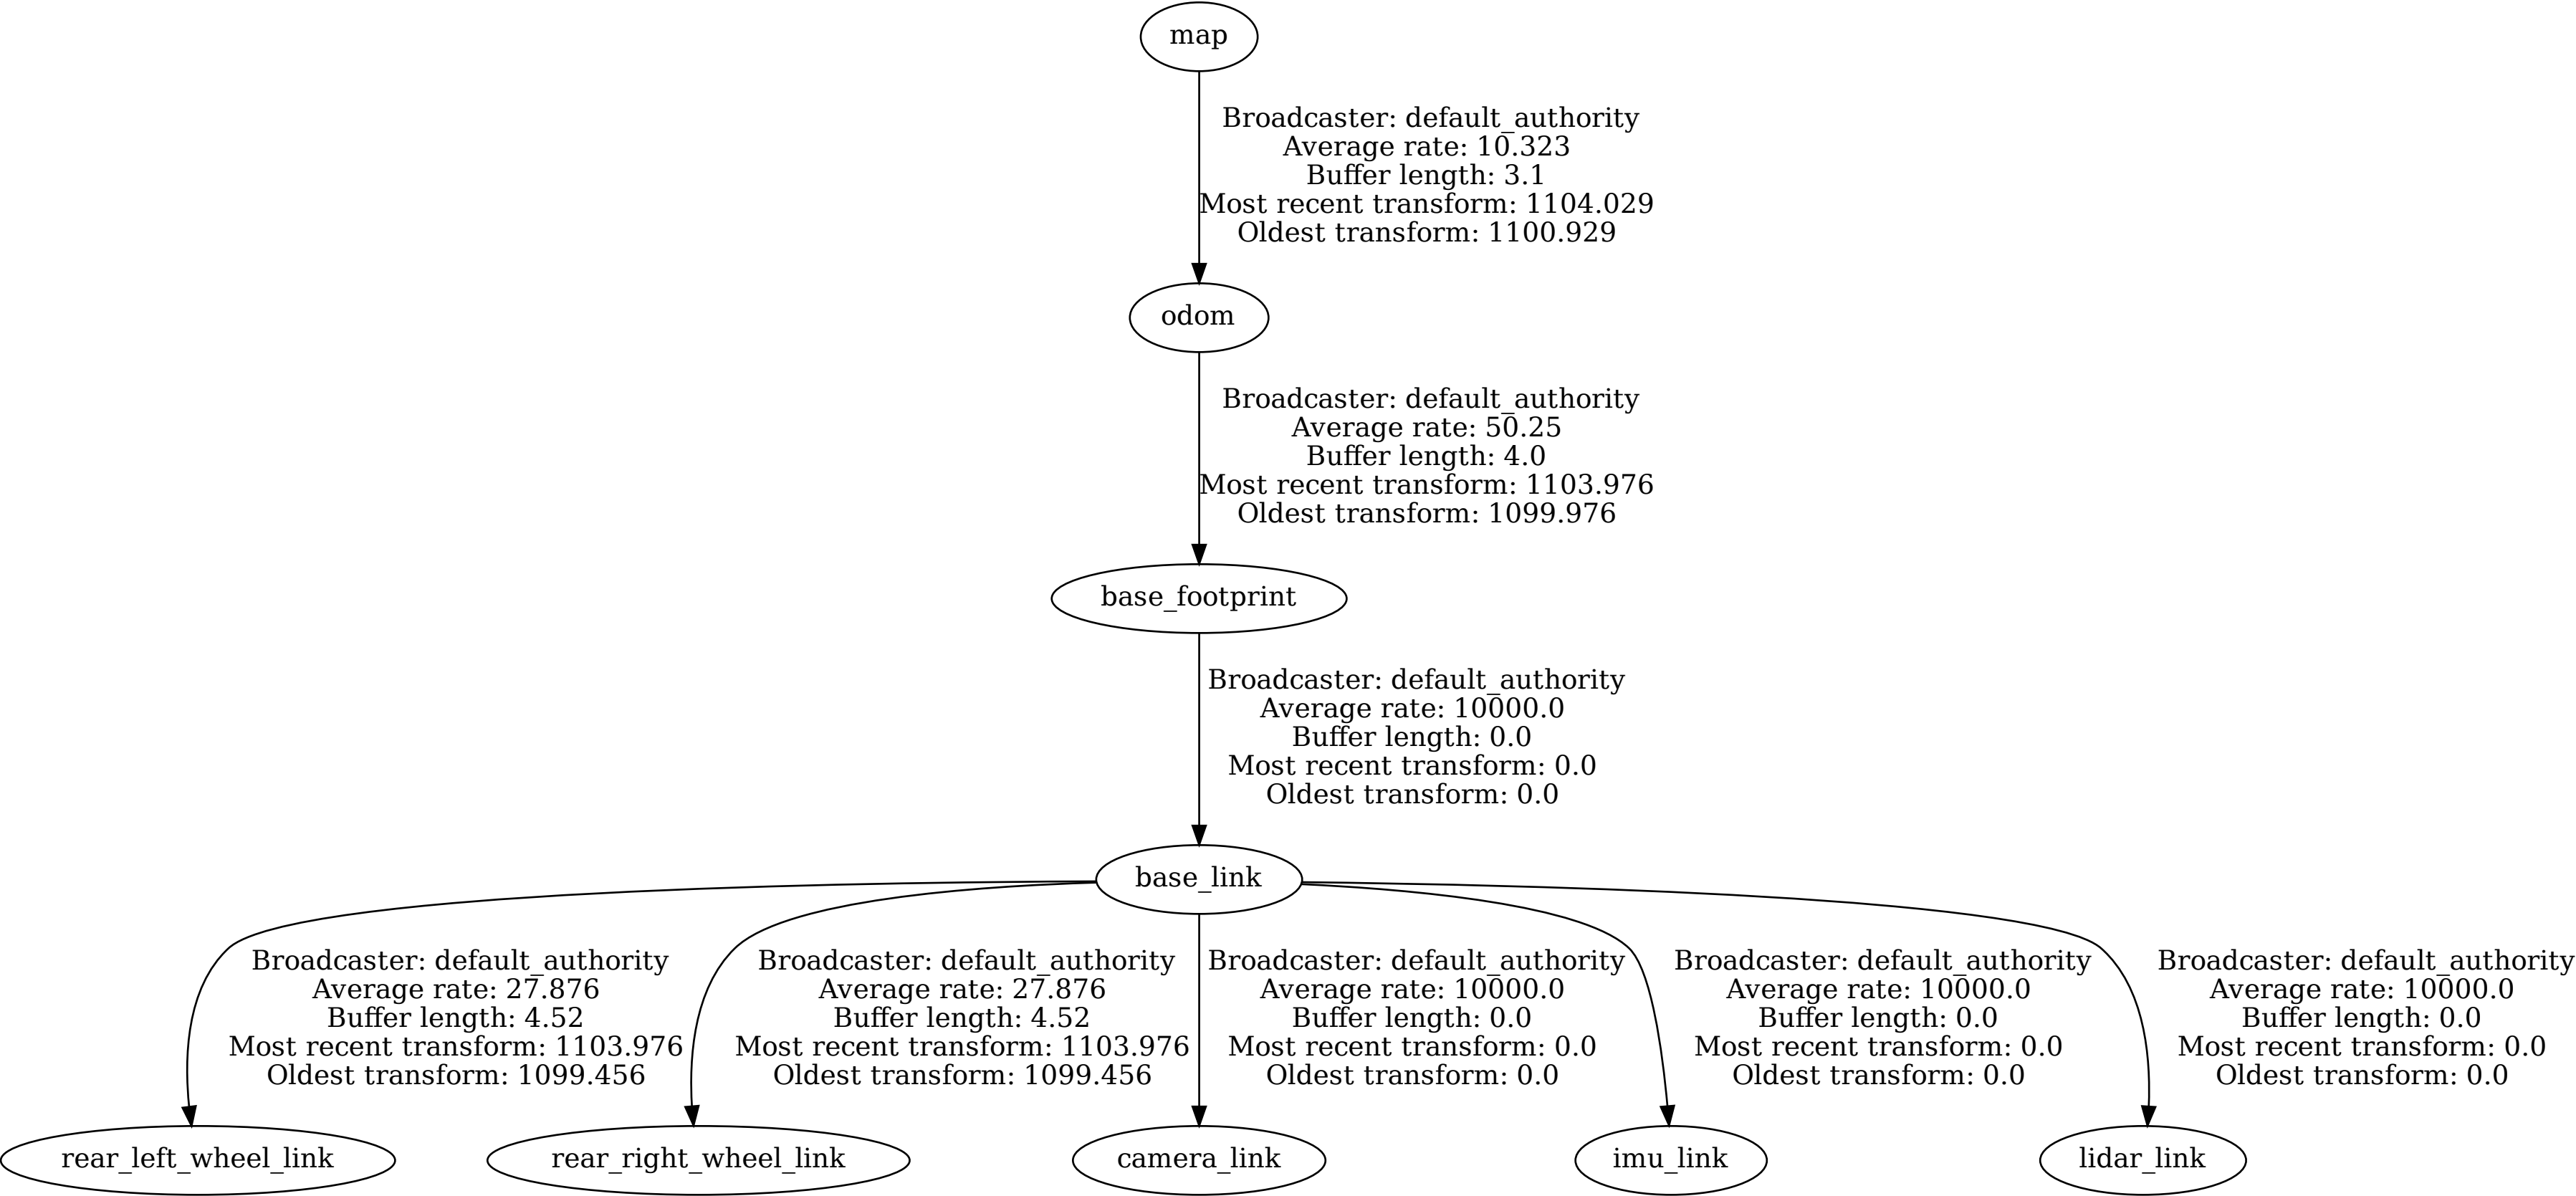 map
Broadcaster: default_authority
Average rate: 10.323
Buffer length: 3.1
Most recent transform: 1104.029
Oldest transform: 1100.929
odom
Broadcaster: default_authority
Average rate: 50.25
Buffer length: 4.0
Most recent transform: 1103.976
Oldest transform: 1099.976
base_footprint
Broadcaster: default_authority
Average rate: 10000.0
Buffer length: 0.0
Most recent transform: 0.0
Oldest transform: 0.0
base_link
Broadcaster: default_authority
Average rate: 27.876
Buffer length: 4.52
Most recent transform: 1103.976
Oldest transform: 1099.456
Broadcaster: default_authority
Average rate: 27.876
Buffer length: 4.52
Most recent transform: 1103.976
Oldest transform: 1099.456
Broadcaster: default_authority
Average rate: 10000.0
Buffer length: 0.0
Most recent transform: 0.0
Oldest transform: 0.0
Broadcaster: default_authority
Average rate: 10000.0
Buffer length: 0.0
Most recent transform: 0.0
Oldest transform: 0.0
Broadcaster: default_authority
Average rate: 10000.0
Buffer length: 0.0
Most recent transform: 0.0
Oldest transform: 0.0
rear_left_wheel_link
rear_right_wheel_link
camera_link
imu_link
lidar_link